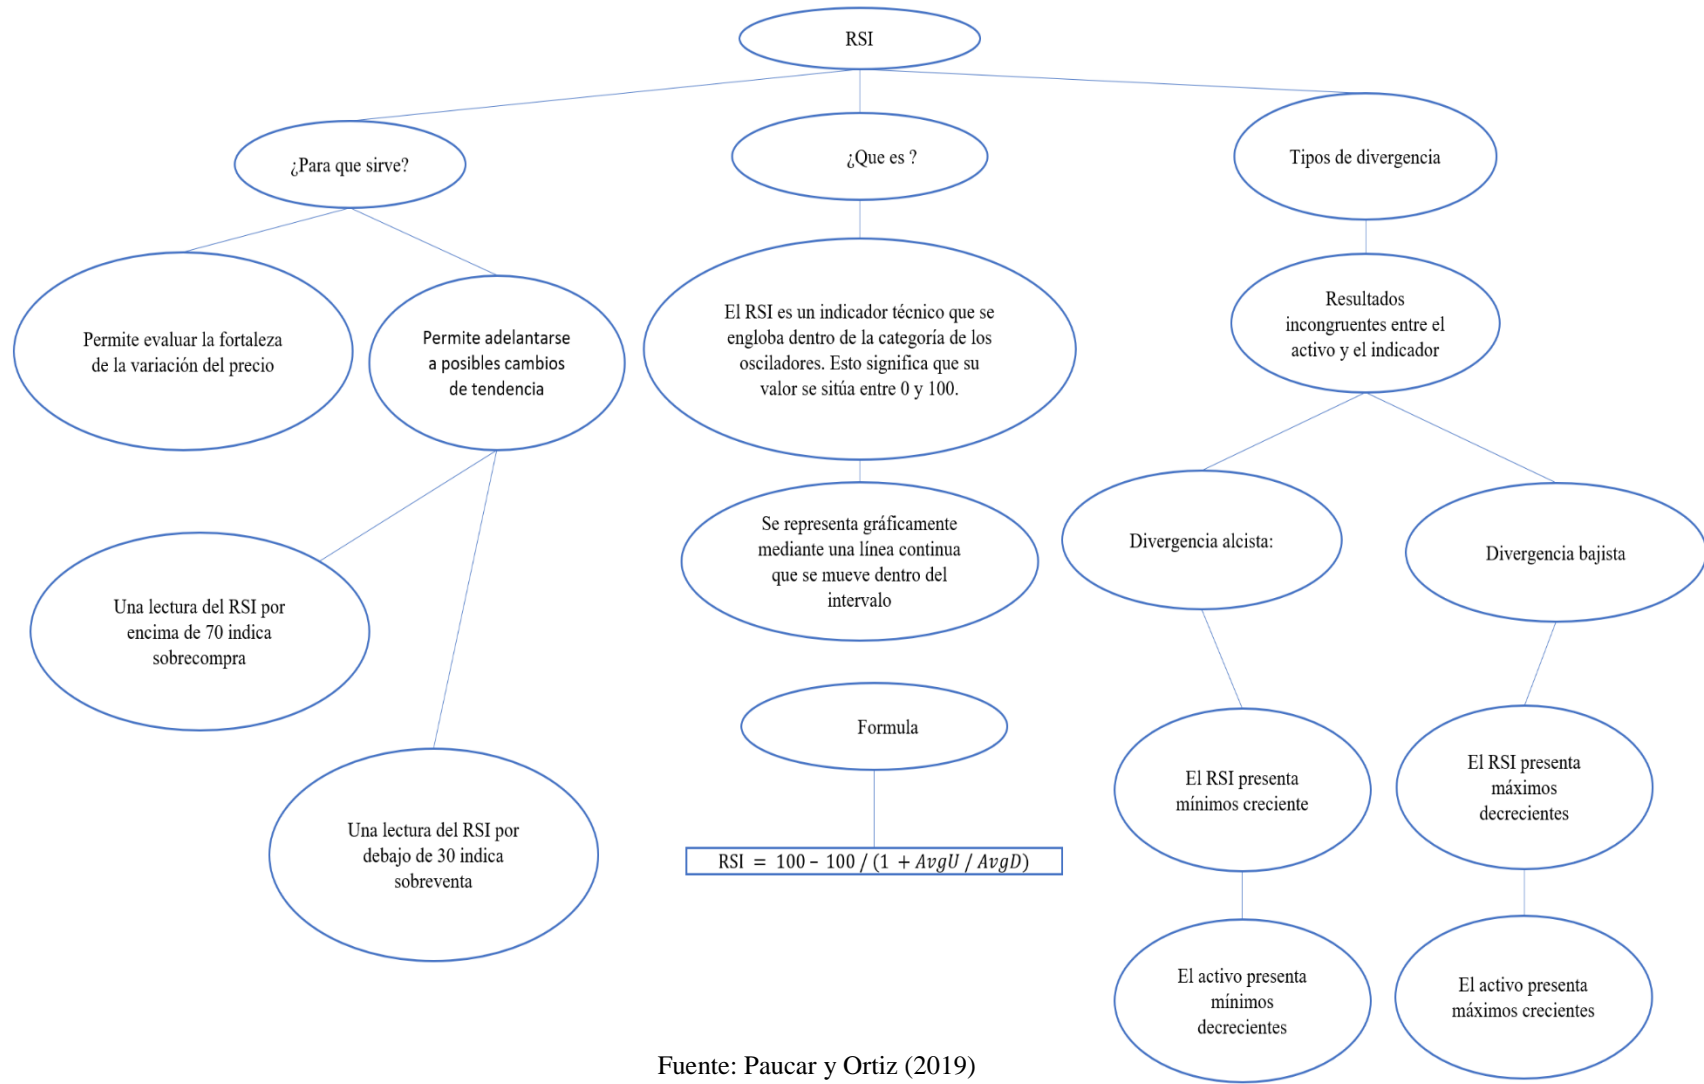 RSI
¿Para que sirve?
¿Que es ?
Tipos de divergencia
Permite evaluar la fortaleza
de la variación del precio
Permite adelantarse
a posibles cambios
de tendencia
El RSI es un indicador técnico que se
engloba dentro de la categoría de los
osciladores. Esto significa que su
valor se sitúa entre 0 y 100.
Resultados
incongruentes entre el
activo y el indicador
Una lectura del RSI por
encima de 70 indica
sobrecompra
Se representa gráficamente
mediante una línea continua
que se mueve dentro del
intervalo
Divergencia alcista:
Divergencia bajista
Una lectura del RSI por
debajo de 30 indica
sobreventa
Formula
RSI = 100 – 100 / (1 + AvgU / AvgD)
El RSI presenta
mínimos creciente
El RSI presenta
máximos
decrecientes
El activo presenta
mínimos
decrecientes
El activo presenta
máximos crecientes
Fuente: Paucar y Ortiz (2019)